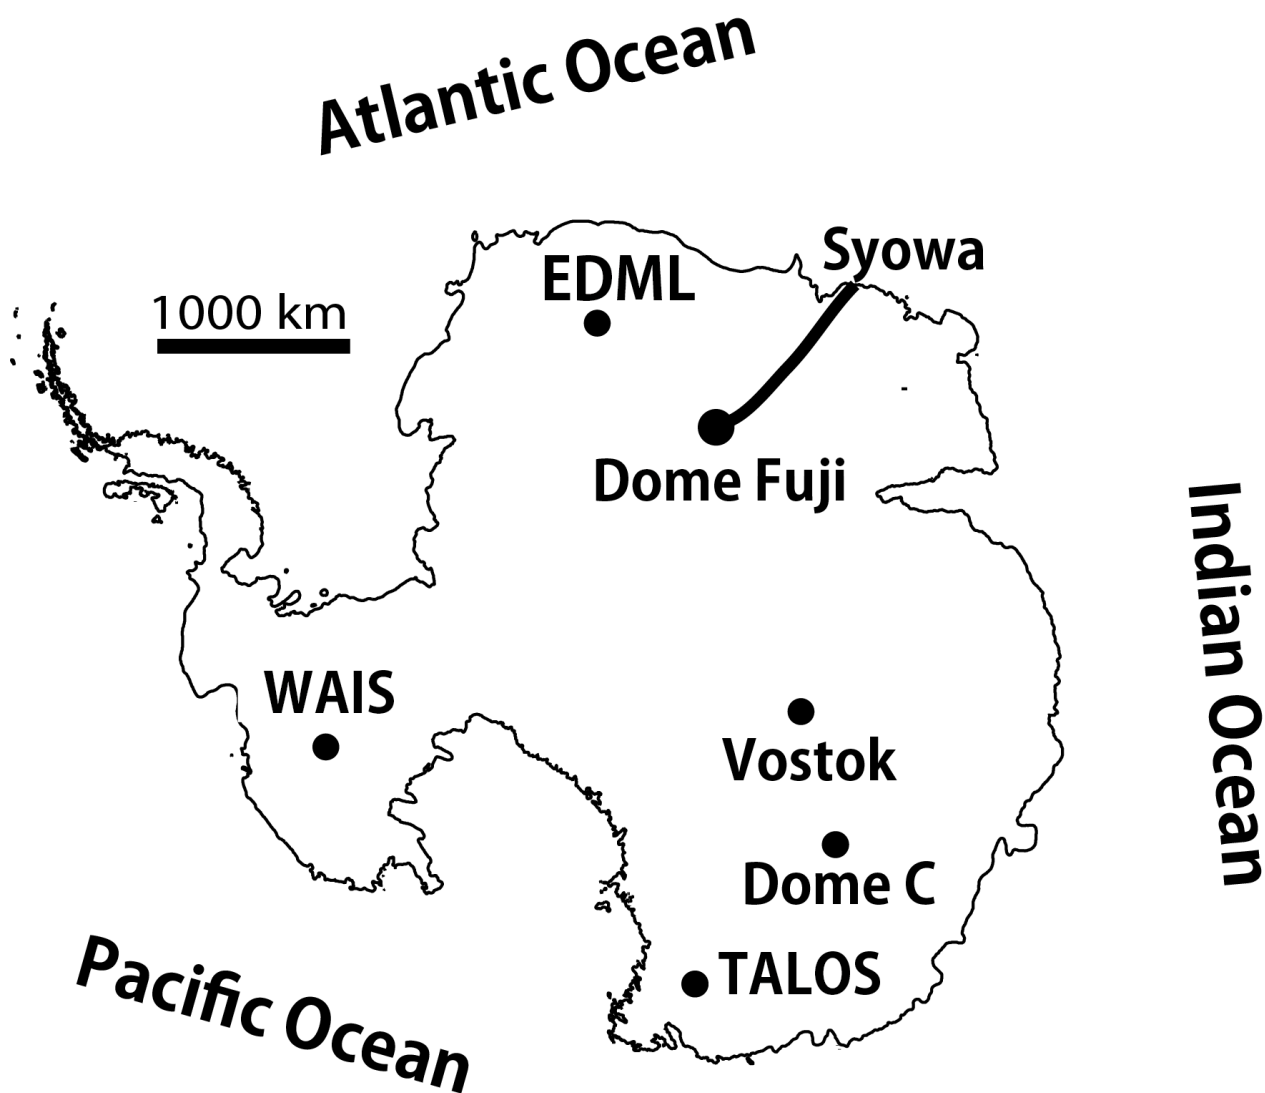 Atlantic Ocean
Syowa
EDML
1000 km
Dome Fuji
Indian Ocean
WAIS
Vostok
Dome C
TALOS
Pacific Ocean